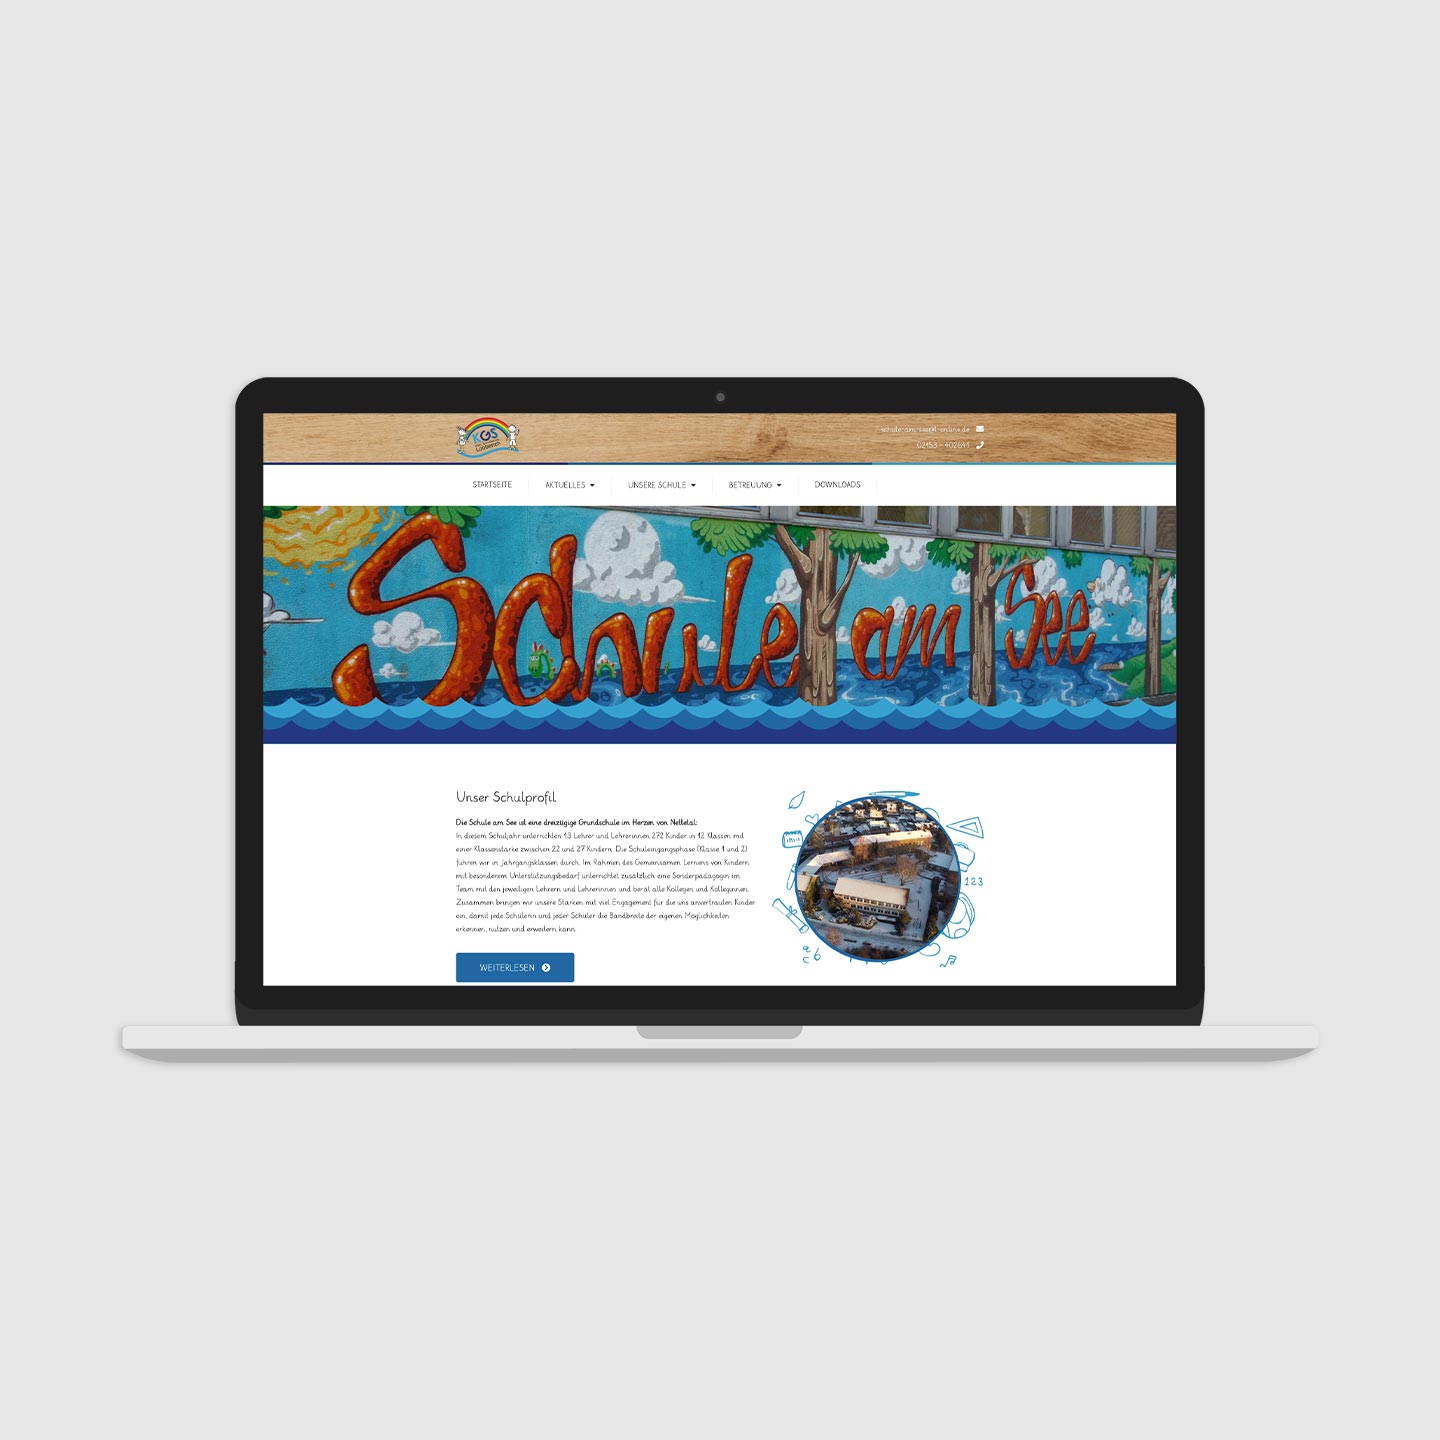 KGS
Lobberich
schule-am-see@t-online.de
02153 - 402641
STARTSEITE
AKTUELLES
UNSERE SCHULE
BETREUUNG
DOWNLOADS
Schule am See
Unser Schulprofil
Die Schule am See ist eine dreizügige Grundschule im Herzen von Nettetal:
In diesem Schuljahr unterrichten 13 Lehrer und Lehrerinnen 272 Kinder in 12 Klassen mit
einer Klassenstärke zwischen 22 und 27 Kindern. Die Schuleingangsphase (Klasse 1 und 2)
führen wir in Jahrgangsklassen durch. Im Rahmen des Gemeinsamen Lernens von Kindern
mit besonderem Unterstützungsbedarf unterrichtet zusätzlich eine Sonderpädagogin im
Team mit den jeweiligen Lehrern und Lehrerinnen und berät alle Kollegen und Kolleginnen.
Zusammen bringen wir unsere Stärken mit viel Engagement für die uns anvertrauten Kinder
ein, damit jede Schülerin und jeder Schüler die Bandbreite der eigenen Möglichkeiten
erkennen, nutzen und erweitern kann.
WEITERLESEN
123
a b
c